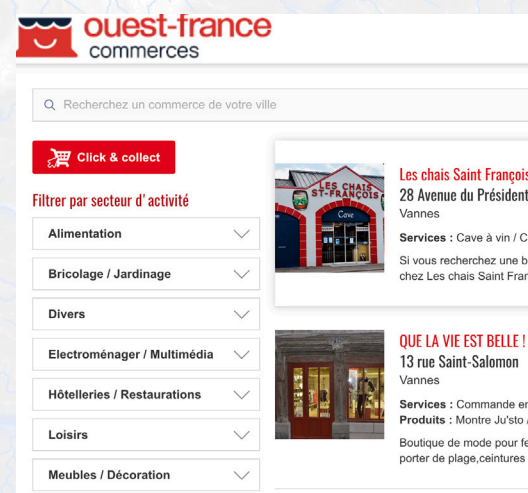 ouest-france
commerces
Recherchez un commerce de votre ville
Click & collect
Filtrer par secteur d'activité
Alimentation
Bricolage / Jardinage
Divers
Electroménager / Multimédia
Hôtelleries / Restaurations
Loisirs
Meubles / Décoration
LES CHAIS
ST-FRANÇOIS
Cave
Les chais Saint François
28 Avenue du Président
Vannes
Services : Cave à vin / C
Si vous recherchez une b
chez Les chais Saint Fran
QUE LA VIE EST BELLE !
13 rue Saint-Salomon
Vannes
Services : Commande en
Produits : Montre Ju'sto /
Boutique de mode pour fe
porter de plage,ceintures